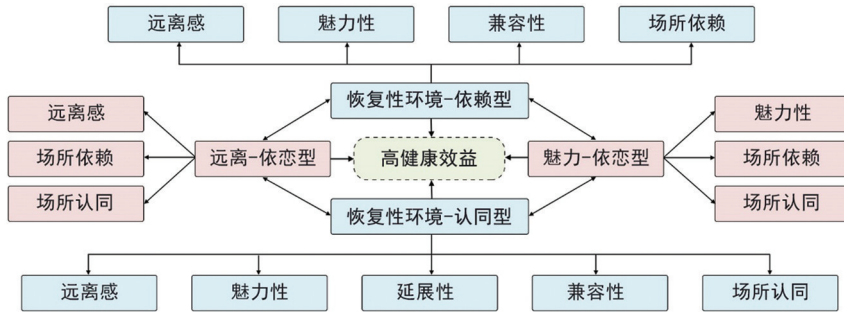 远离感
魅力性
兼容性
场所依赖
恢复性环境-依赖型
远离感
场所依赖
场所认同
远离-依恋型
高健康效益
魅力-依恋型
魅力性
场所依赖
场所认同
恢复性环境-认同型
远离感
魅力性
延展性
兼容性
场所认同